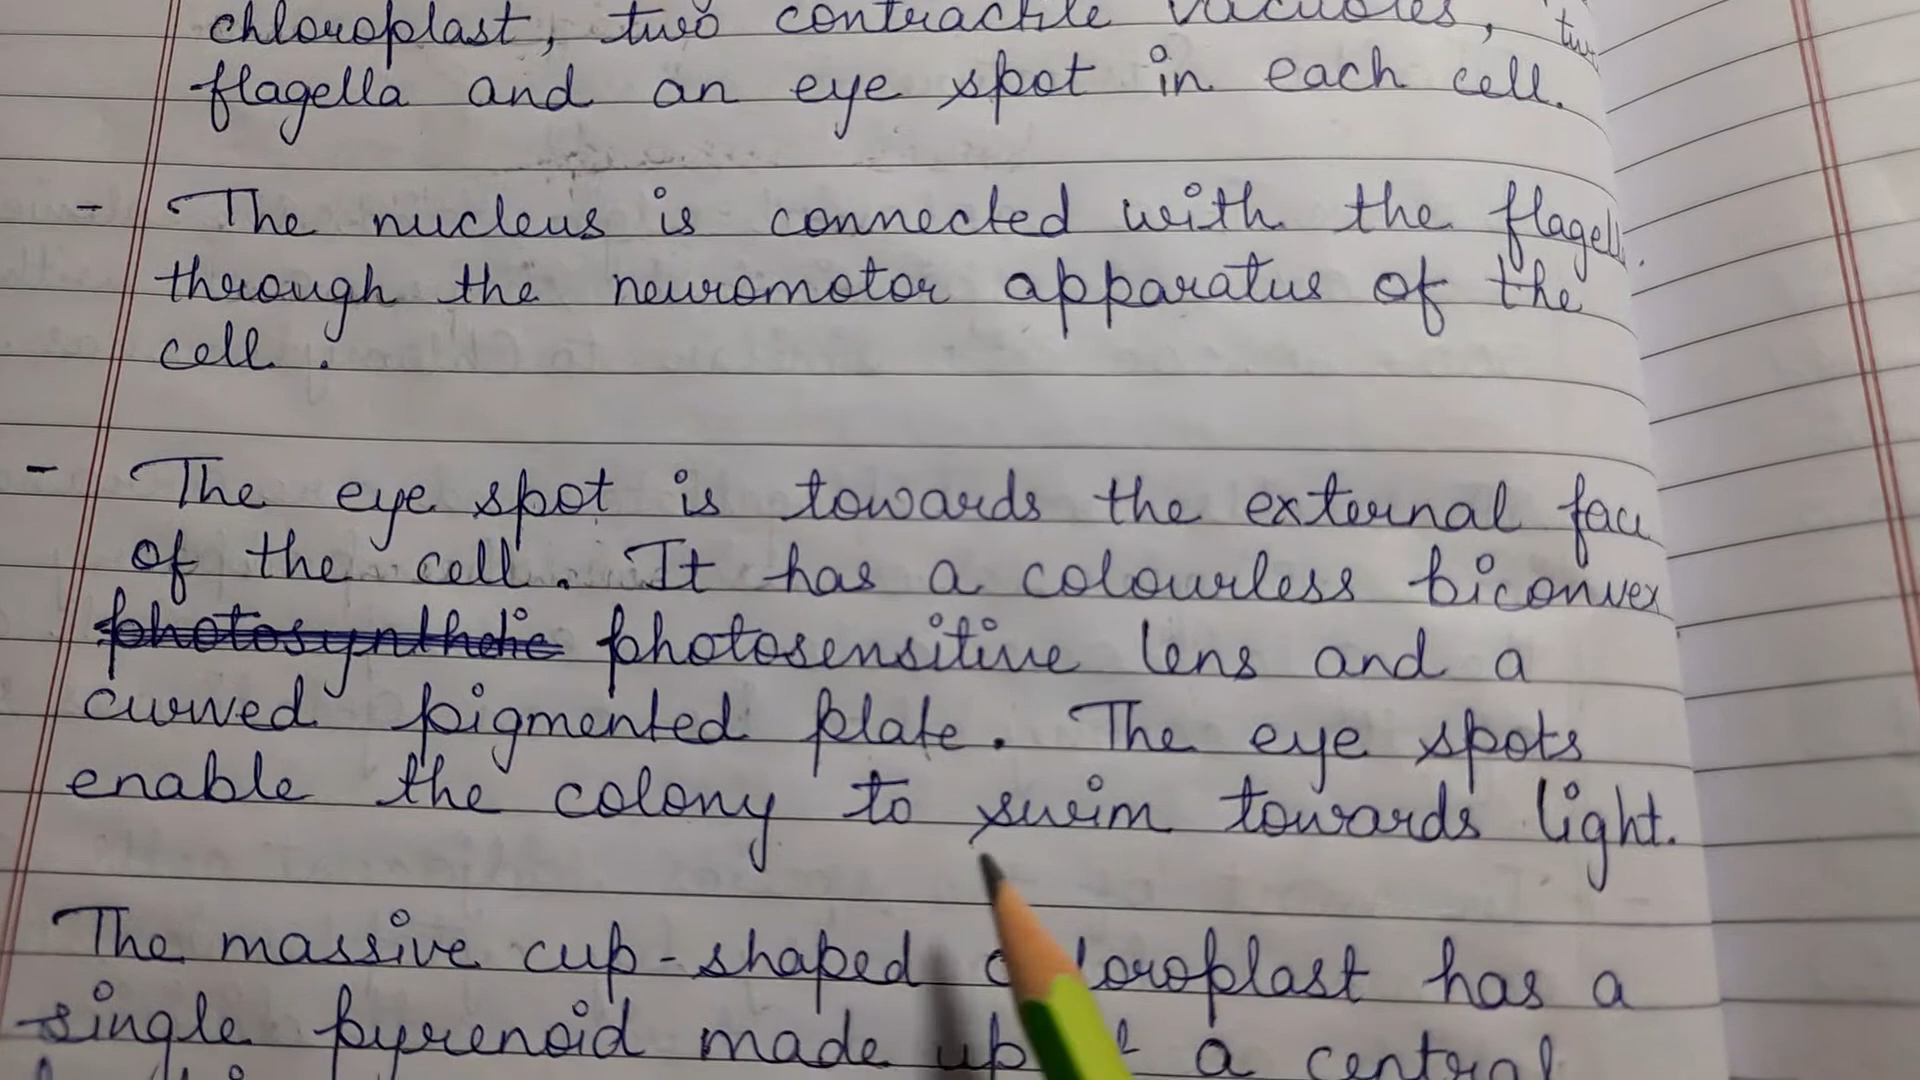 chloroplast, two contractile vacuoles,
flagella and an eye spot in each cell.
- The nucleus is connected with the
through the neuromotor apparatus of the
cell.
- The eye spot is towards the external
of the cell. It has a colourless biconvex
photosynthetic photosensitive lens and a
curved pigmented plate. The eye spots
enable the colony to swim towards light.
The massive cup-shaped has a
single pyrenoid made up a central